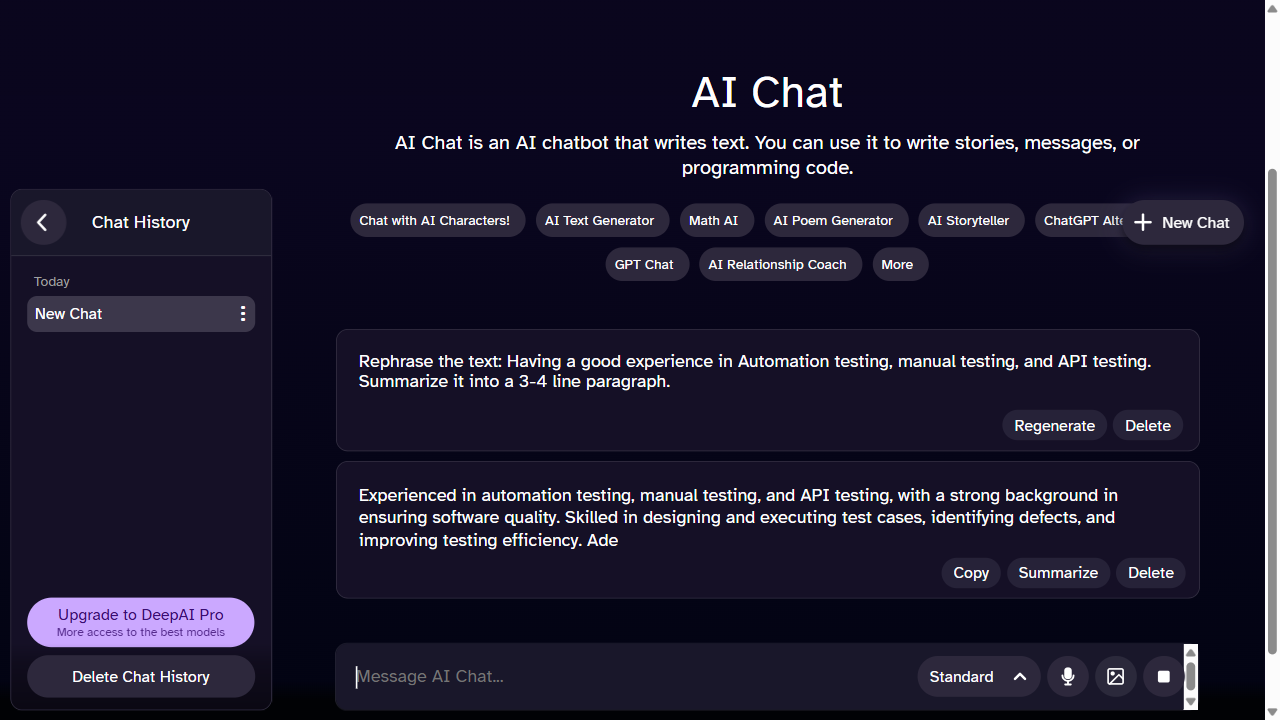 AI Chat
AI Chat is an AI chatbot that writes text. You can use it to write stories, messages, or
programming code.
Chat History
Chat with AI Characters!
AI Text Generator
Math AI
AI Poem Generator
AI Storyteller
ChatGPT Alte
New Chat
GPT Chat
AI Relationship Coach
More
Today
New Chat
Rephrase the text: Having a good experience in Automation testing, manual testing, and API testing.
Summarize it into a 3-4 line paragraph.
Regenerate
Delete
Experienced in automation testing, manual testing, and API testing, with a strong background in
ensuring software quality. Skilled in designing and executing test cases, identifying defects, and
improving testing efficiency. Ade
Copy
Summarize
Delete
Upgrade to DeepAI Pro
More access to the best models
Delete Chat History
Message AI Chat...
Standard